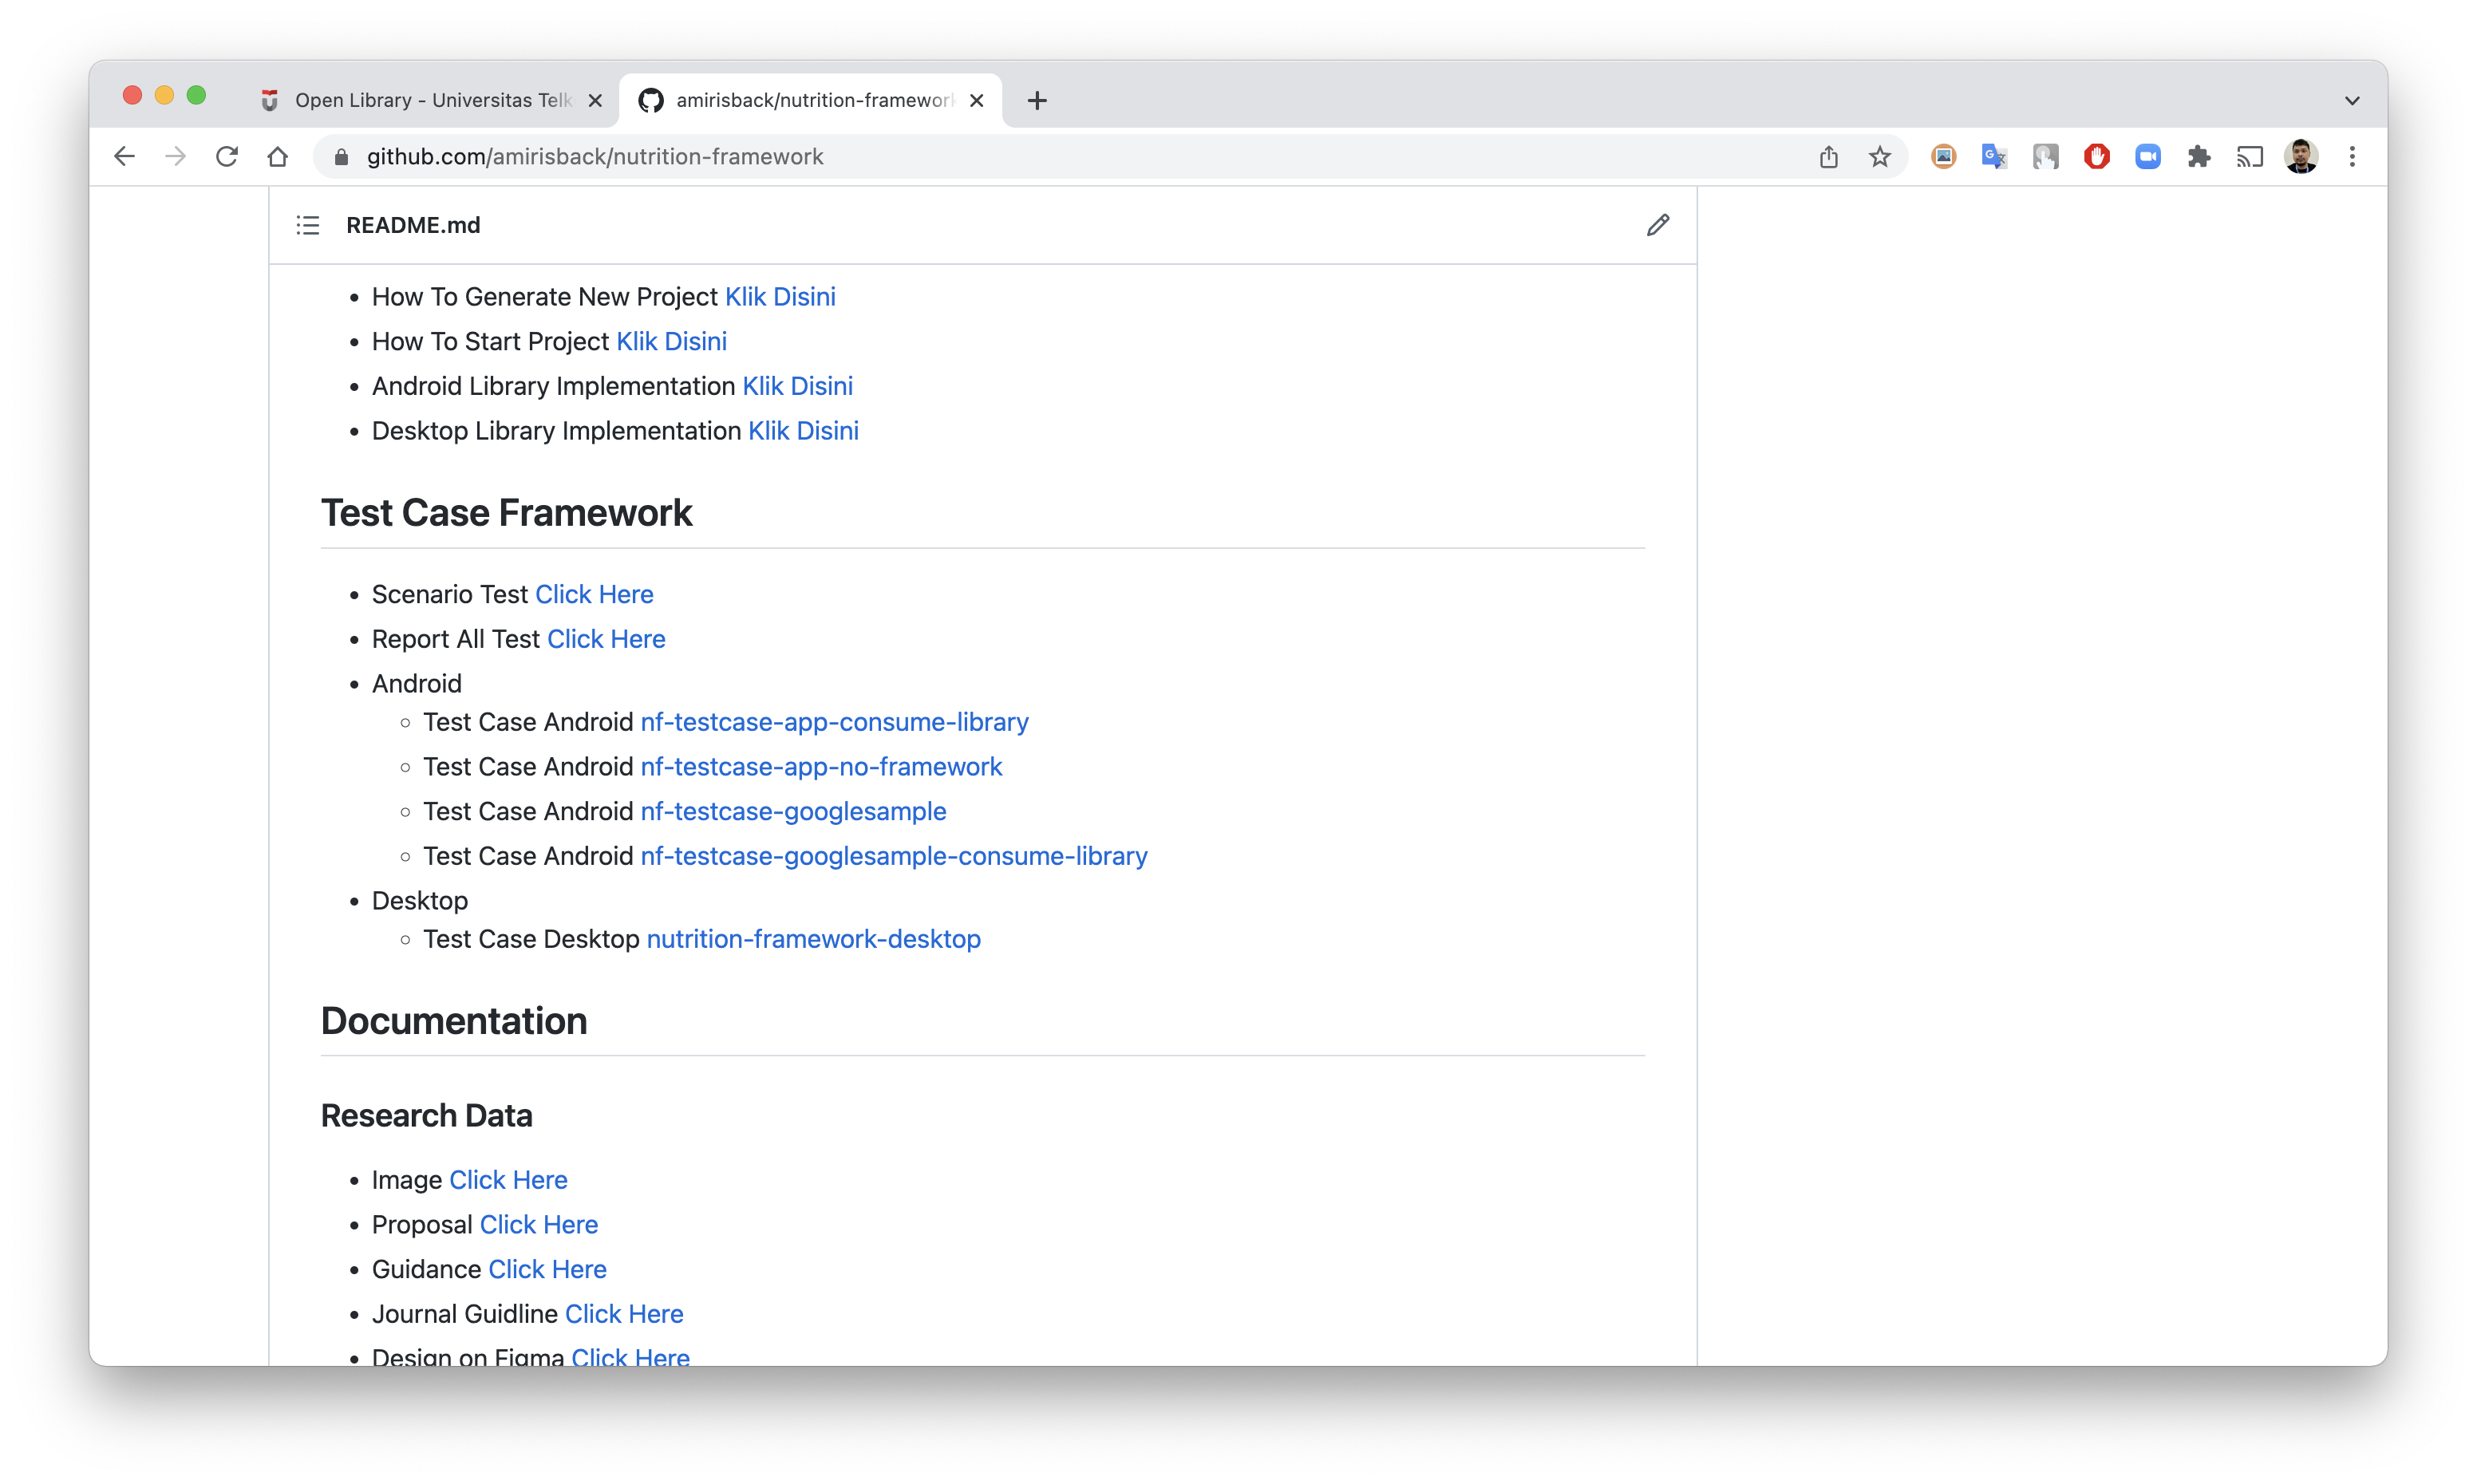 Open Library - Universitas Telk
amirisback/nutrition-framework
github.com/amirisback/nutrition-framework
README.md
How To Generate New Project Klik Disini
How To Start Project Klik Disini
Android Library Implementation Klik Disini
Desktop Library Implementation Klik Disini
Test Case Framework
Scenario Test Click Here
Report All Test Click Here
Android
Test Case Android nf-testcase-app-consume-library
Test Case Android nf-testcase-app-no-framework
Test Case Android nf-testcase-googlesample
Test Case Android nf-testcase-googlesample-consume-library
Desktop
Test Case Desktop nutrition-framework-desktop
Documentation
Research Data
Image Click Here
Proposal Click Here
Guidance Click Here
Journal Guidline Click Here
Design on Figma Click Here